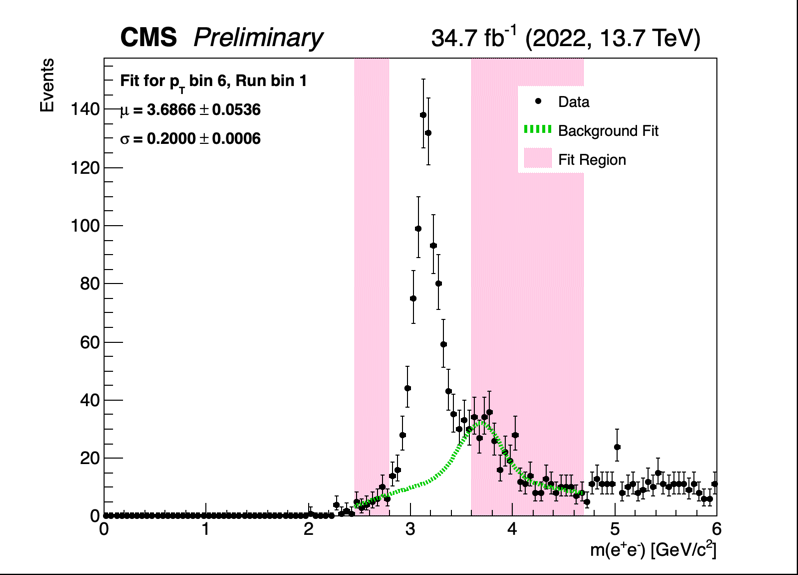 CMS Preliminary
34.7 fb⁻¹ (2022, 13.7 TeV)
Events
Fit for p_T bin 6, Run bin 1
μ = 3.6866 ± 0.0536
σ = 0.2000 ± 0.0006
Data
Background Fit
Fit Region
140
120
100
80
60
40
20
0
0 1 2 3 4 5 6
m(e⁺e⁻) [GeV/c²]